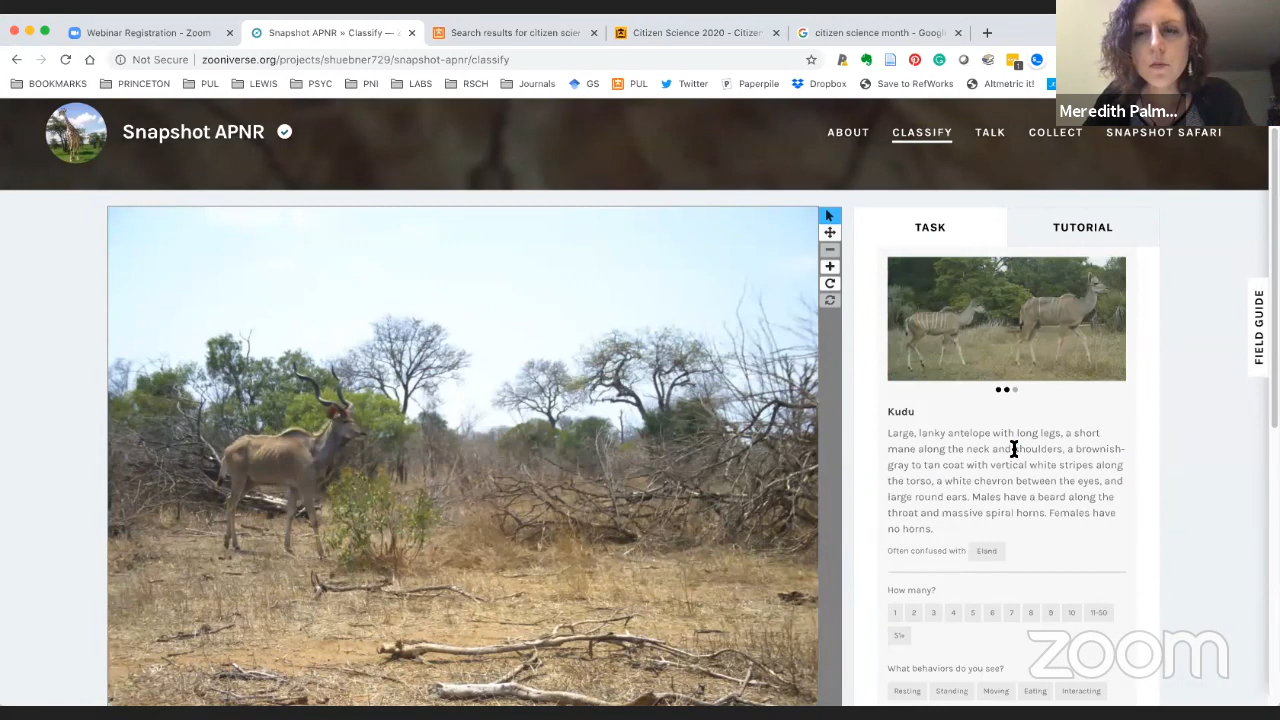 Webinar Registration - Zoom
Snapshot APNR » Classify —
Search results for citizen scien
Citizen Science 2020 - Citizen
citizen science month - Google
Not Secure
zooniverse.org/projects/shuebner729/snapshot-apnr/classify
BOOKMARKS
PRINCETON
PUL
LEWIS
PSYC
PNI
LABS
RSCH
Journals
GS
PUL
Twitter
Paperpile
Dropbox
Save to RefWorks
Altmetric it!
Meredith Palm...
Snapshot APNR
ABOUT
CLASSIFY
TALK
COLLECT
SNAPSHOT SAFARI
TASK
TUTORIAL
FIELD GUIDE
Kudu
Large, lanky antelope with long legs, a short
mane along the neck and shoulders, a brownish-
gray to tan coat with vertical white stripes along
the torso, a white chevron between the eyes, and
large round ears. Males have a beard along the
throat and massive spiral horns. Females have
no horns.
Often confused with Eland
How many?
1 2 3 4 5 6 7 8 9 10 11-50
51+
What behaviors do you see?
Resting Standing Moving Eating Interacting
zoom